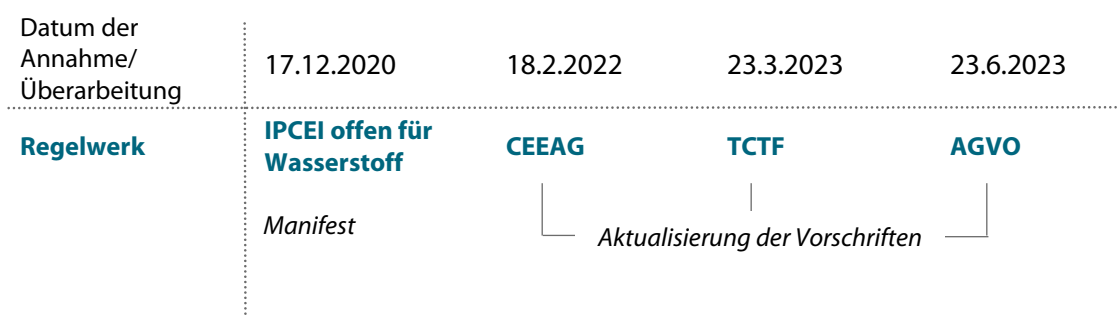 Datum der
Annahme/
Überarbeitung
17.12.2020
18.2.2022
23.3.2023
23.6.2023
Regelwerk
IPCEI offen für
Wasserstoff
CEEAG
TCTF
AGVO
Manifest
Aktualisierung der Vorschriften